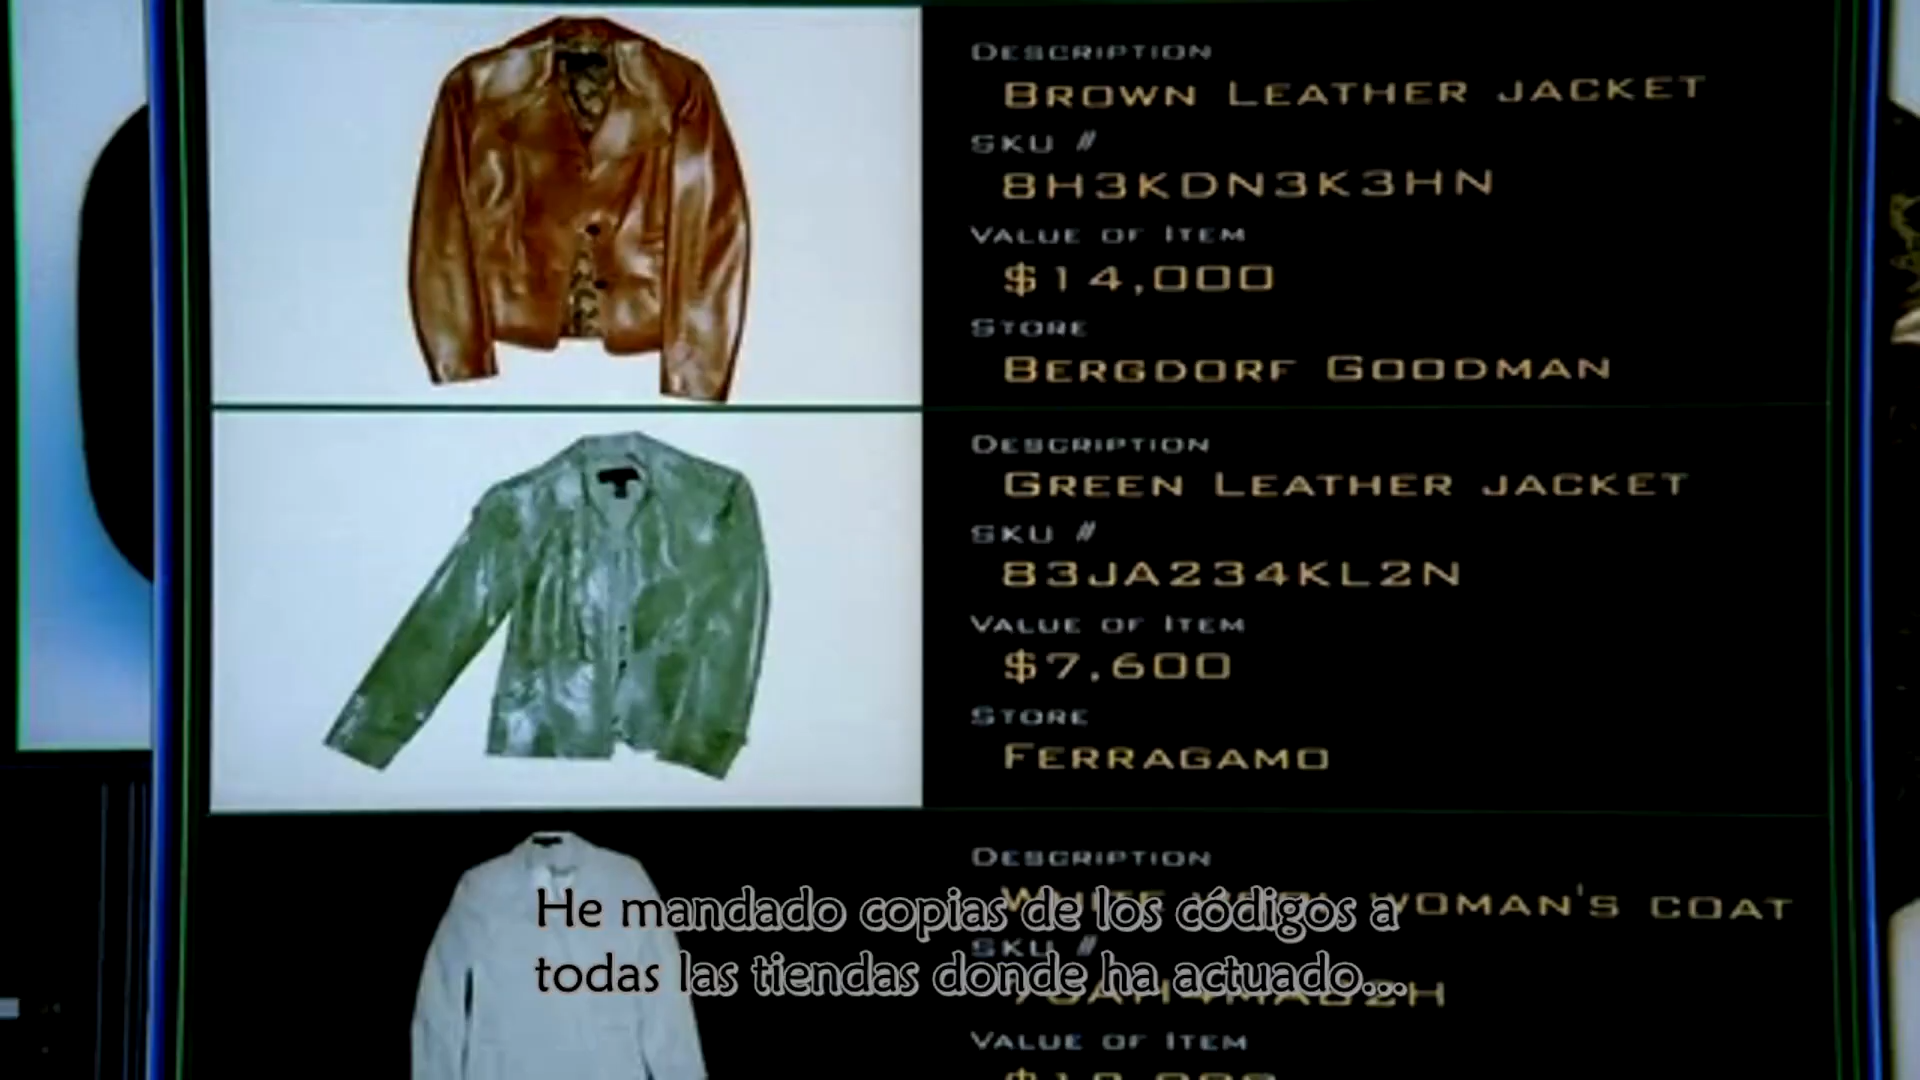 Description
Brown Leather Jacket
SKU #
8H3KDN3K3HN
Value of Item
$14,000
Store
Bergdorf Goodman
Description
Green Leather Jacket
SKU #
83JA234KL2N
Value of Item
$7,600
Store
Ferragamo
Description
White Woman's Coat
SKU #
Value of Item
He mandado copias de los códigos a
todas las tiendas donde ha actuado...